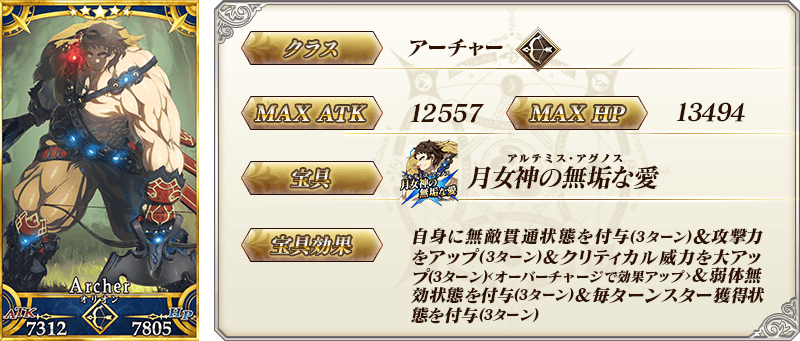 Archer
オリオン
ATK
7312
HP
7805
クラス
アーチャー
MAX ATK
12557
MAX HP
13494
宝具
月女神の
無垢な愛
アルテミス・アグノス
月女神の無垢な愛
宝具効果
自身に無敵貫通状態を付与(3ターン)&攻撃力
をアップ(3ターン)&クリティカル威力を大アッ
プ(3ターン)<オーバーチャージで効果アップ>&弱体無
効状態を付与(3ターン)&毎ターンスター獲得状
態を付与(3ターン)